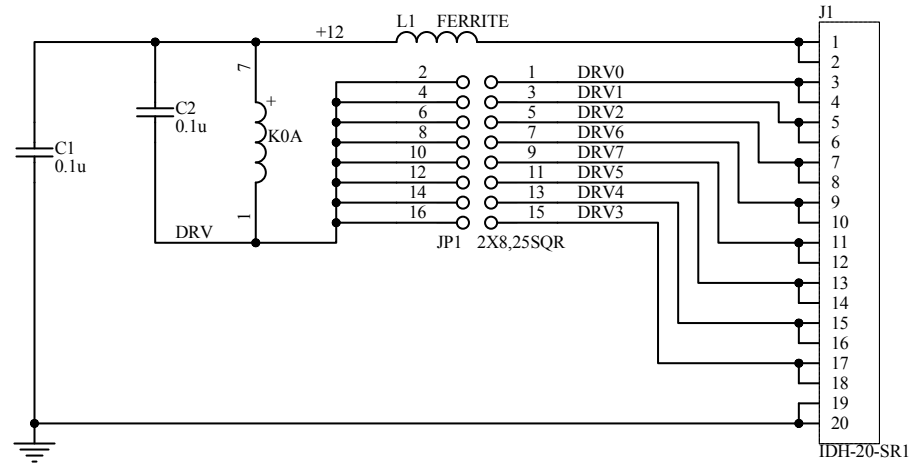 J1
L1 FERRITE
+12
1
2
2 1 DRV0 3
4 3 DRV1 4
6 5 DRV2 5
8 7 DRV6 6
10 9 DRV7 7
12 11 DRV5 8
14 13 DRV4 9
16 15 DRV3 10
7
+
C2
0.1u
K0A
C1
0.1u
1
DRV
JP1 2X8,25SQR
11
12
13
14
15
16
17
18
19
20
IDH-20-SR1